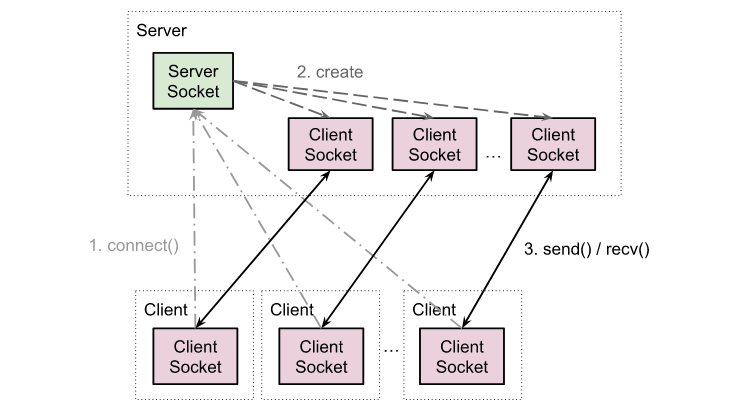 Server
Server
Socket
2. create
Client
Socket
Client
Socket
...
Client
Socket
1. connect()
3. send() / recv()
Client
Client
Socket
Client
Client
Socket
...
Client
Client
Socket